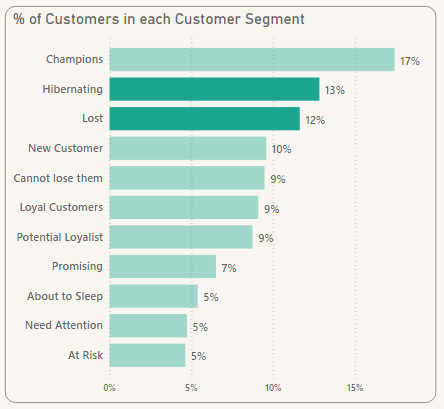 % of Customers in each Customer Segment
Champions 17%
Hibernating 13%
Lost 12%
New Customer 10%
Cannot lose them 9%
Loyal Customers 9%
Potential Loyalist 9%
Promising 7%
About to Sleep 5%
Need Attention 5%
At Risk 5%
0% 5% 10% 15%